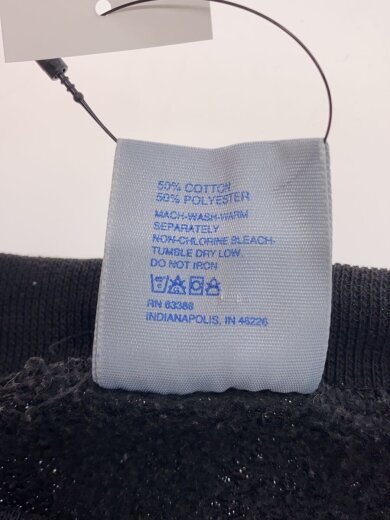 50% COTTON
50% POLYESTER
MACH-WASH-WARM
SEPARATELY
NON-CHLORINE BLEACH-
TUMBLE DRY LOW.
DO NOT IRON
RN 63386
INDIANAPOLIS, IN 46226